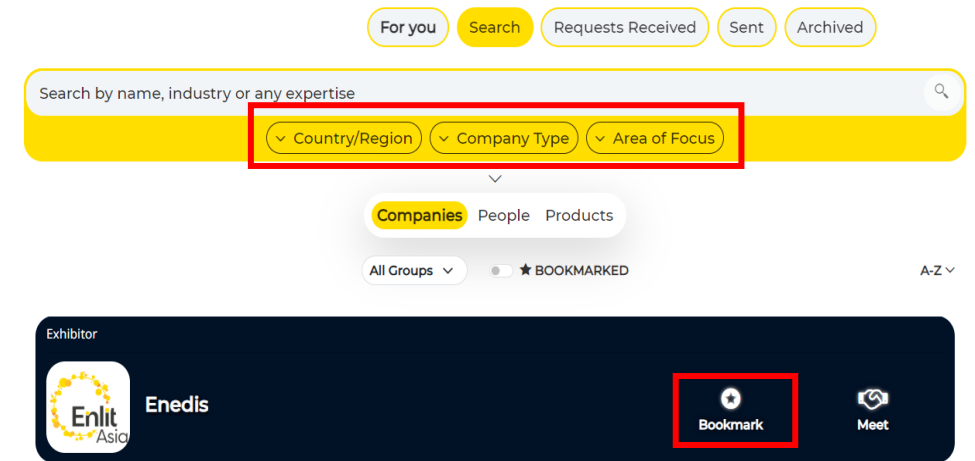 For you Search Requests Received Sent Archived
Search by name, industry or any expertise
Country/Region Company Type Area of Focus
Companies People Products
All Groups BOOKMARKED A-Z
Exhibitor
Enlit
Asia
Enedis
Bookmark Meet